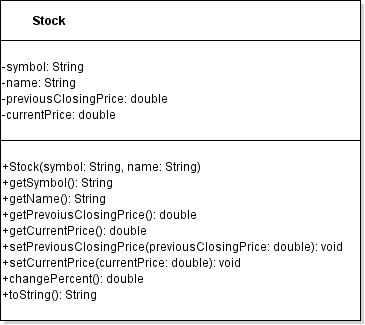 Stock
-symbol: String
-name: String
-previousClosingPrice: double
-currentPrice: double
+Stock(symbol: String, name: String)
+getSymbol(): String
+getName(): String
+getPrevoiusClosingPrice(): double
+getCurrentPrice(): double
+setPreviousClosingPrice(previousClosingPrice: double): void
+setCurrentPrice(currentPrice: double): void
+changePercent(): double
+toString(): String